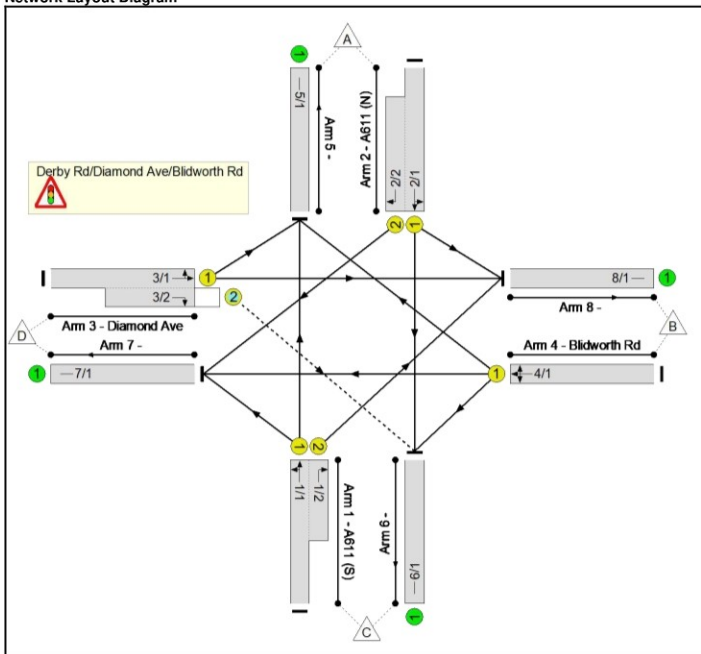 Network Layout Diagram
A
1
5/1
Arm 5 -
Arm 2 - A611 (N)
2/2
2/1
Derby Rd/Diamond Ave/Blidworth Rd
2
1
3/1
1
3/2
2
Arm 3 - Diamond Ave
D
Arm 7 -
1
7/1
8/1
1
Arm 8 -
B
Arm 4 - Blidworth Rd
1
4/1
1
2
1/1
1/2
Arm 1 - A611 (S)
Arm 6 -
6/1
C
1